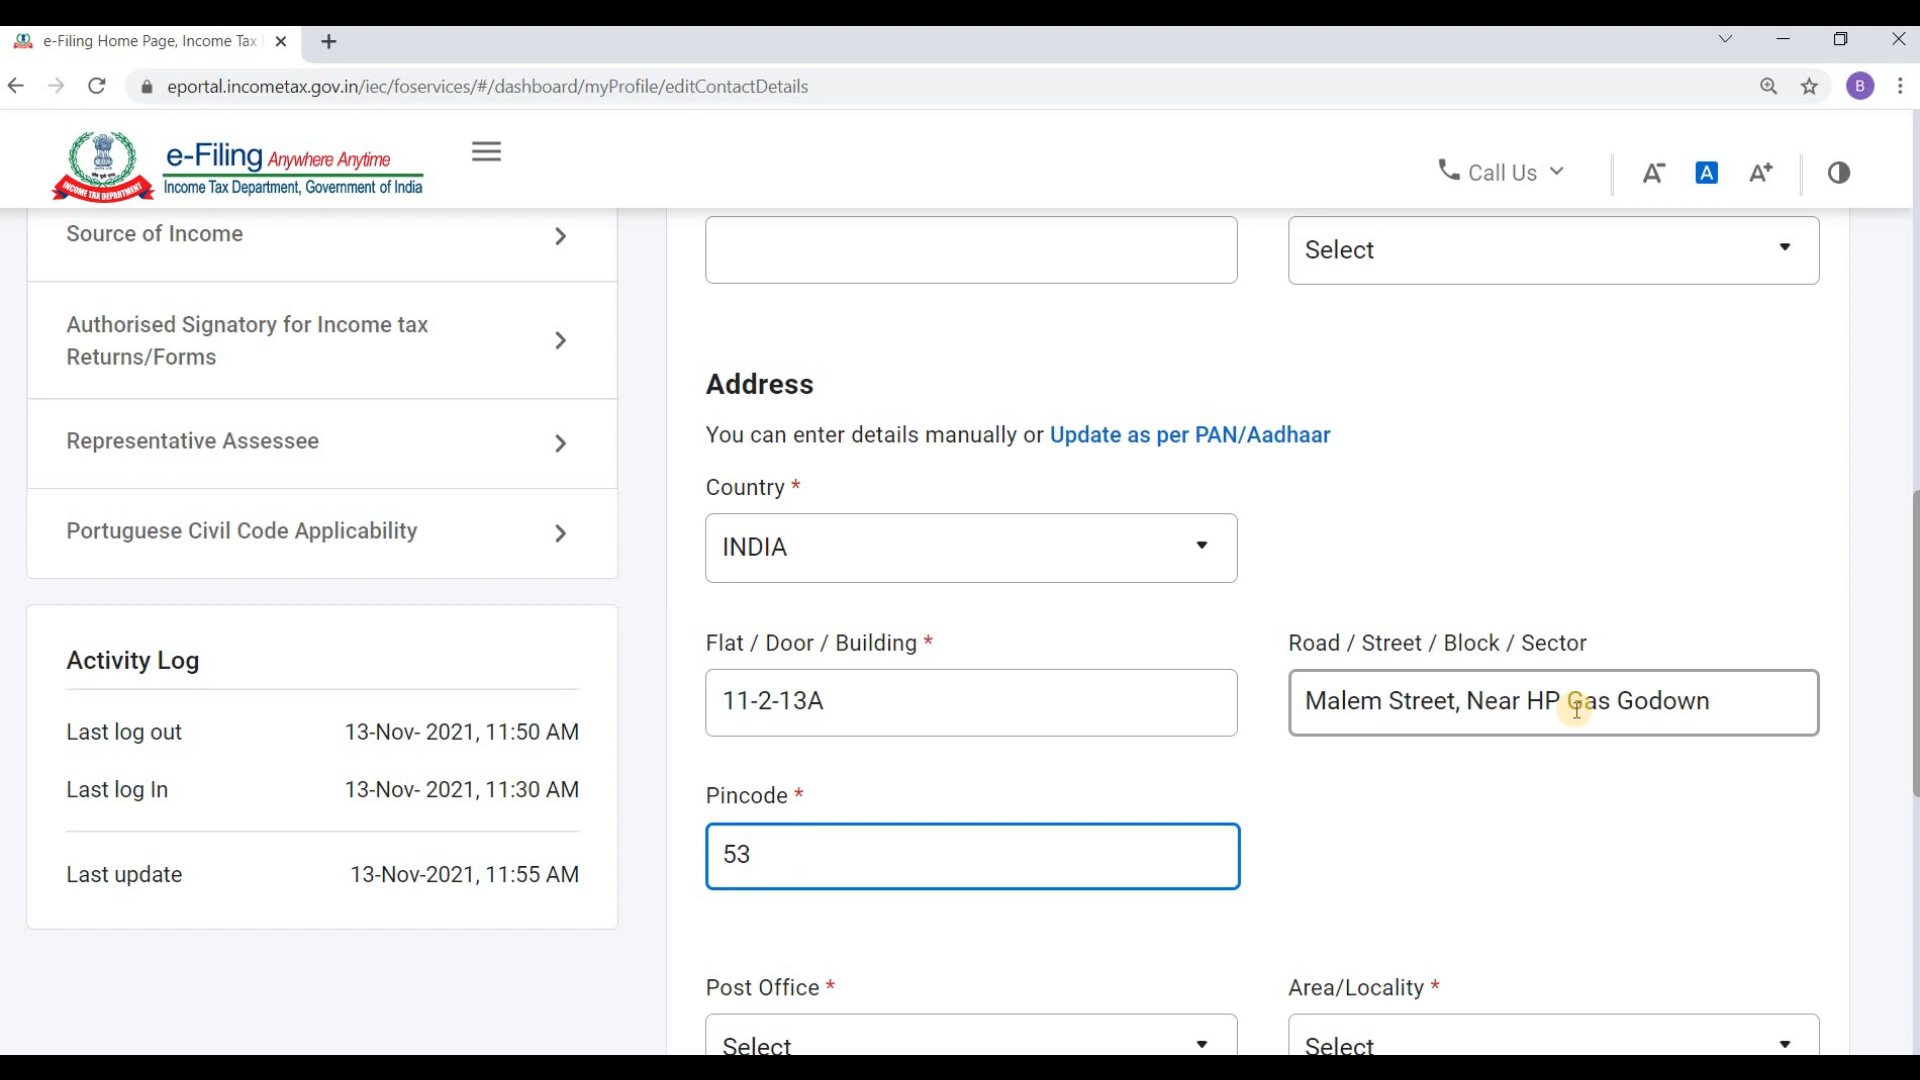 e-Filing Home Page, Income Tax
eportal.incometax.gov.in/iec/foservices/#/dashboard/myProfile/editContactDetails
B
INCOME TAX DEPARTMENT
e-Filing Anywhere Anytime
Income Tax Department, Government of India
Call Us
A-
A
A+
Source of Income
Authorised Signatory for Income tax
Returns/Forms
Representative Assessee
Portuguese Civil Code Applicability
Activity Log
Last log out 13-Nov- 2021, 11:50 AM
Last log In 13-Nov- 2021, 11:30 AM
Last update 13-Nov-2021, 11:55 AM
Select
Address
You can enter details manually or Update as per PAN/Aadhaar
Country *
INDIA
Flat / Door / Building *
Road / Street / Block / Sector
11-2-13A
Malem Street, Near HP Gas Godown
Pincode *
53
Post Office *
Area/Locality *
Select
Select